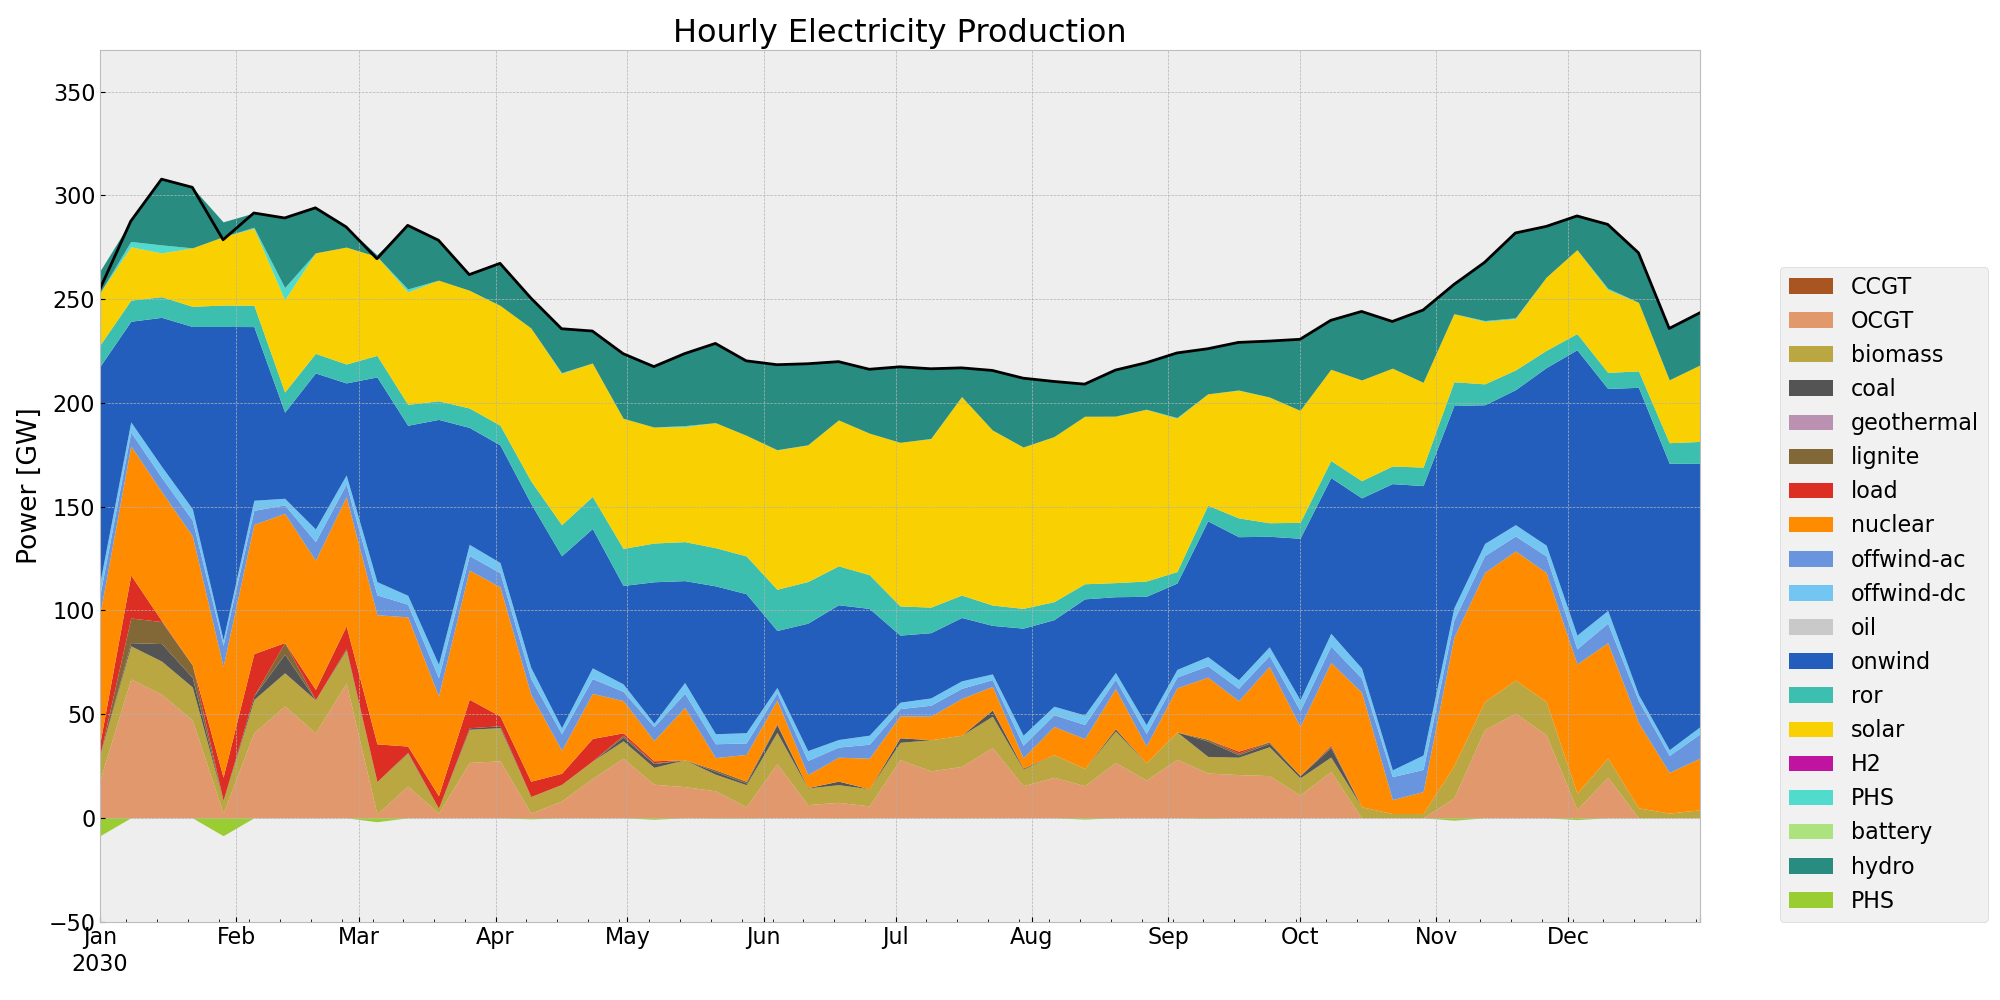 Hourly Electricity Production
Power [GW]
350
300
250
200
150
100
50
0
−50
Jan Feb Mar Apr May Jun Jul Aug Sep Oct Nov Dec
2030
CCGT
OCGT
biomass
coal
geothermal
lignite
load
nuclear
offwind-ac
offwind-dc
oil
onwind
ror
solar
H2
PHS
battery
hydro
PHS